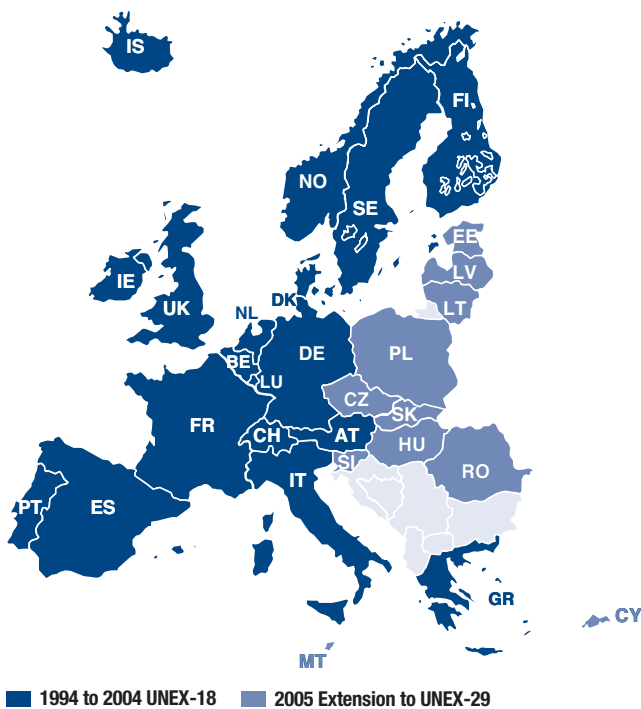 IS
FI
NO
SE
EE
LV
IE
DK
LT
UK
NL
DE
PL
BE
LU
CZ
SK
FR
CH
AT
HU
SI
RO
IT
PT
ES
GR
CY
MT
1994 to 2004 UNEX-18
2005 Extension to UNEX-29